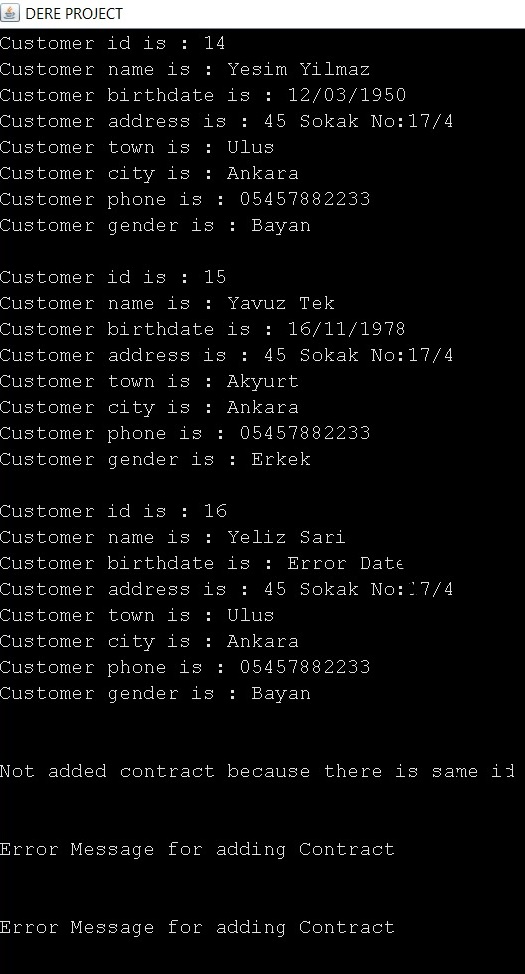 DERE PROJECT
Customer id is : 14
Customer name is : Yesim Yilmaz
Customer birthdate is : 12/03/1950
Customer address is : 45 Sokak No:17/4
Customer town is : Ulus
Customer city is : Ankara
Customer phone is : 05457882233
Customer gender is : Bayan
Customer id is : 15
Customer name is : Yavuz Tek
Customer birthdate is : 16/11/1978
Customer address is : 45 Sokak No:17/4
Customer town is : Akyurt
Customer city is : Ankara
Customer phone is : 05457882233
Customer gender is : Erkek
Customer id is : 16
Customer name is : Yeliz Sari
Customer birthdate is : Error Date
Customer address is : 45 Sokak No:17/4
Customer town is : Ulus
Customer city is : Ankara
Customer phone is : 05457882233
Customer gender is : Bayan
Not added contract because there is same id
Error Message for adding Contract
Error Message for adding Contract